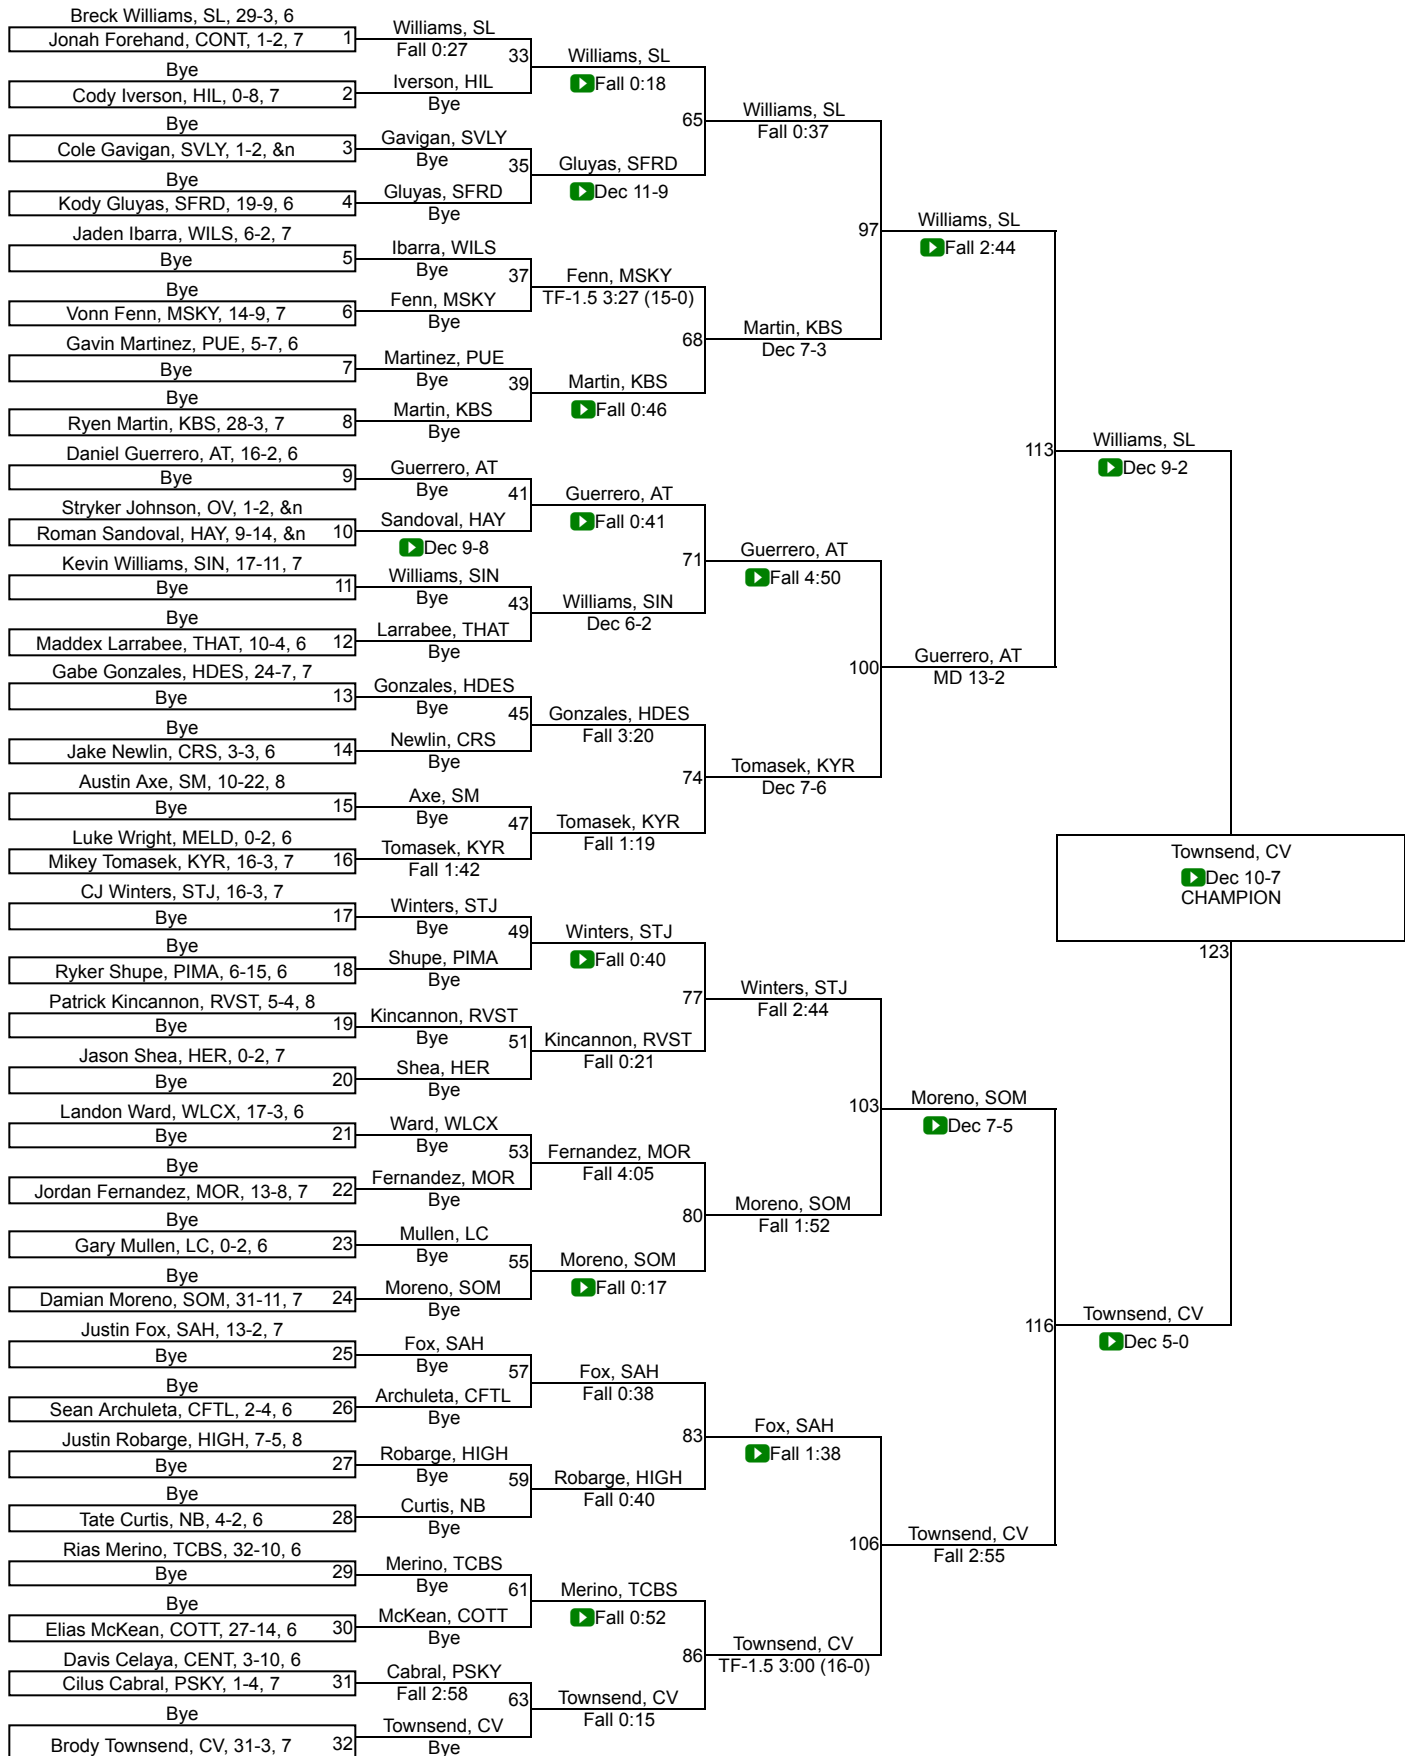 Breck Williams, SL, 29-3, 6
Jonah Forehand, CONT, 1-2, 7
1
Bye
Cody Iverson, HIL, 0-8, 7
2
Bye
Cole Gavigan, SVLY, 1-2, &n
3
Bye
Kody Gluyas, SFRD, 19-9, 6
4
Jaden Ibarra, WILS, 6-2, 7
Bye
5
Bye
Vonn Fenn, MSKY, 14-9, 7
6
Gavin Martinez, PUE, 5-7, 6
Bye
7
Bye
Ryen Martin, KBS, 28-3, 7
8
Daniel Guerrero, AT, 16-2, 6
Bye
9
Stryker Johnson, OV, 1-2, &n
Roman Sandoval, HAY, 9-14, &n
10
Kevin Williams, SIN, 17-11, 7
Bye
11
Bye
Maddex Larrabee, THAT, 10-4, 6
12
Gabe Gonzales, HDES, 24-7, 7
Bye
13
Bye
Jake Newlin, CRS, 3-3, 6
14
Austin Axe, SM, 10-22, 8
Bye
15
Luke Wright, MELD, 0-2, 6
Mikey Tomasek, KYR, 16-3, 7
16
CJ Winters, STJ, 16-3, 7
Bye
17
Bye
Ryker Shupe, PIMA, 6-15, 6
18
Patrick Kincannon, RVST, 5-4, 8
Bye
19
Jason Shea, HER, 0-2, 7
Bye
20
Landon Ward, WLCX, 17-3, 6
Bye
21
Bye
Jordan Fernandez, MOR, 13-8, 7
22
Bye
Gary Mullen, LC, 0-2, 6
23
Bye
Damian Moreno, SOM, 31-11, 7
24
Justin Fox, SAH, 13-2, 7
Bye
25
Bye
Sean Archuleta, CFTL, 2-4, 6
26
Justin Robarge, HIGH, 7-5, 8
Bye
27
Bye
Tate Curtis, NB, 4-2, 6
28
Rias Merino, TCBS, 32-10, 6
Bye
29
Bye
Elias McKean, COTT, 27-14, 6
30
Davis Celaya, CENT, 3-10, 6
Cilus Cabral, PSKY, 1-4, 7
31
Bye
Brody Townsend, CV, 31-3, 7
32
Williams, SL
Fall 0:27
33
Iverson, HIL
Bye
Gavigan, SVLY
Bye
35
Gluyas, SFRD
Bye
Ibarra, WILS
Bye
37
Fenn, MSKY
Bye
Martinez, PUE
Bye
39
Martin, KBS
Bye
Guerrero, AT
Bye
41
Sandoval, HAY
Dec 9-8
Williams, SIN
Bye
43
Larrabee, THAT
Bye
Gonzales, HDES
Bye
45
Newlin, CRS
Bye
Axe, SM
Bye
47
Tomasek, KYR
Fall 1:42
Winters, STJ
Bye
49
Shupe, PIMA
Bye
Kincannon, RVST
Bye
51
Shea, HER
Bye
Ward, WLCX
Bye
53
Fernandez, MOR
Bye
Mullen, LC
Bye
55
Moreno, SOM
Bye
Fox, SAH
Bye
57
Archuleta, CFTL
Bye
Robarge, HIGH
Bye
59
Curtis, NB
Bye
Merino, TCBS
Bye
61
McKean, COTT
Bye
Cabral, PSKY
Fall 2:58
63
Townsend, CV
Bye
Williams, SL
Fall 0:18
65
Gluyas, SFRD
Dec 11-9
Fenn, MSKY
TF-1.5 3:27 (15-0)
68
Martin, KBS
Fall 0:46
Guerrero, AT
Fall 0:41
71
Williams, SIN
Dec 6-2
Gonzales, HDES
Fall 3:20
74
Tomasek, KYR
Fall 1:19
Winters, STJ
Fall 0:40
77
Kincannon, RVST
Fall 0:21
Fernandez, MOR
Fall 4:05
80
Moreno, SOM
Fall 0:17
Fox, SAH
Fall 0:38
83
Robarge, HIGH
Fall 0:40
Merino, TCBS
Fall 0:52
86
Townsend, CV
Fall 0:15
Williams, SL
Fall 0:37
97
Martin, KBS
Dec 7-3
Guerrero, AT
Fall 4:50
100
Tomasek, KYR
Dec 7-6
Winters, STJ
Fall 2:44
103
Moreno, SOM
Fall 1:52
Fox, SAH
Fall 1:38
106
Townsend, CV
TF-1.5 3:00 (16-0)
Williams, SL
Fall 2:44
113
Guerrero, AT
MD 13-2
Moreno, SOM
Dec 7-5
116
Townsend, CV
Fall 2:55
Williams, SL
Dec 9-2
Townsend, CV
Dec 5-0
Townsend, CV
Dec 10-7
CHAMPION
123